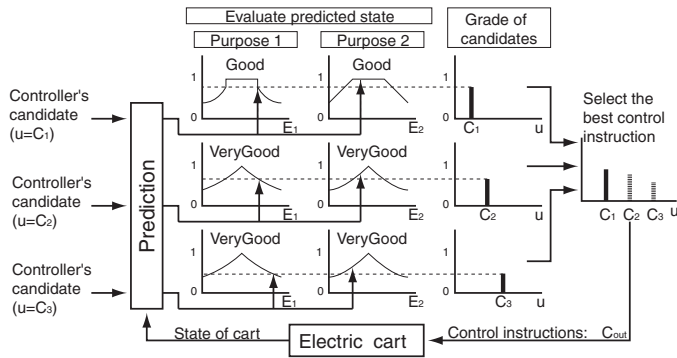 Evaluate predicted state
Grade of
candidates
Purpose 1
Purpose 2
Good
Good
1
0
E1
1
0
E2
1
0
C1
u
Controller's
candidate
(u=C1)
Select the
best control
instruction
VeryGood
VeryGood
1
0
E1
1
0
E2
1
0
C2
u
Controller's
candidate
(u=C2)
Prediction
C1
C2
C3
u
VeryGood
VeryGood
1
0
E1
1
0
E2
1
0
C3
u
Controller's
candidate
(u=C3)
State of cart
Electric cart
Control instructions: Cout